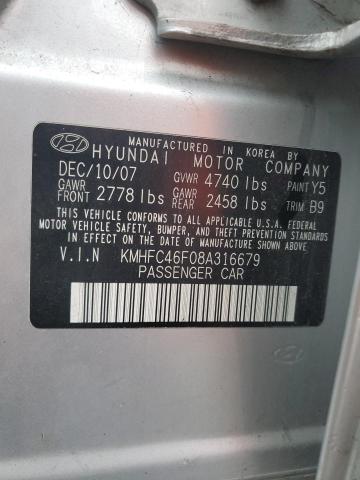 MANUFACTURED IN KOREA BY
HYUNDAI MOTOR COMPANY
DEC/10/07 GVWR 4740 lbs PAINT Y5
GAWR FRONT 2778 lbs GAWR REAR 2458 lbs TRIM B9
THIS VEHICLE CONFORMS TO ALL APPLICABLE U.S.A. FEDERAL
MOTOR VEHICLE SAFETY, BUMPER, AND THEFT PREVENTION STANDARDS
IN EFFECT ON THE DATE OF MANUFACTURE SHOWN ABOVE.
V.I.N KMHFC46F08A316679
PASSENGER CAR